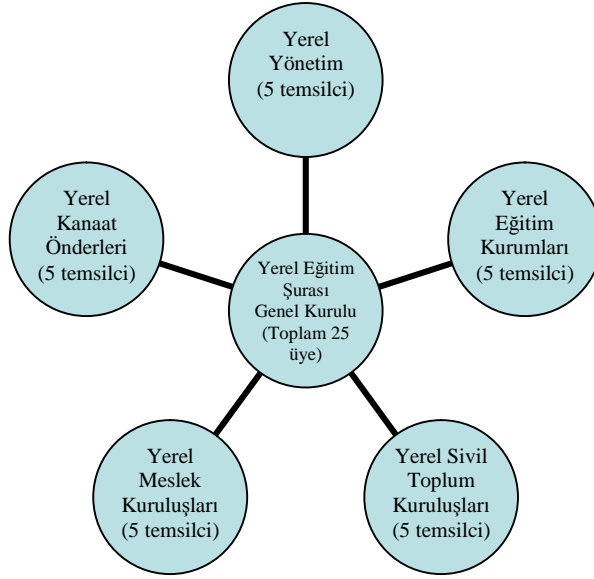 Yerel
Yönetim
(5 temsilci)
Yerel
Kanaat
Önderleri
(5 temsilci)
Yerel
Eğitim
Kurumları
(5 temsilci)
Yerel Eğitim
Şurası
Genel Kurulu
(Toplam 25
üye)
Yerel
Meslek
Kuruluşları
(5 temsilci)
Yerel Sivil
Toplum
Kuruluşları
(5 temsilci)